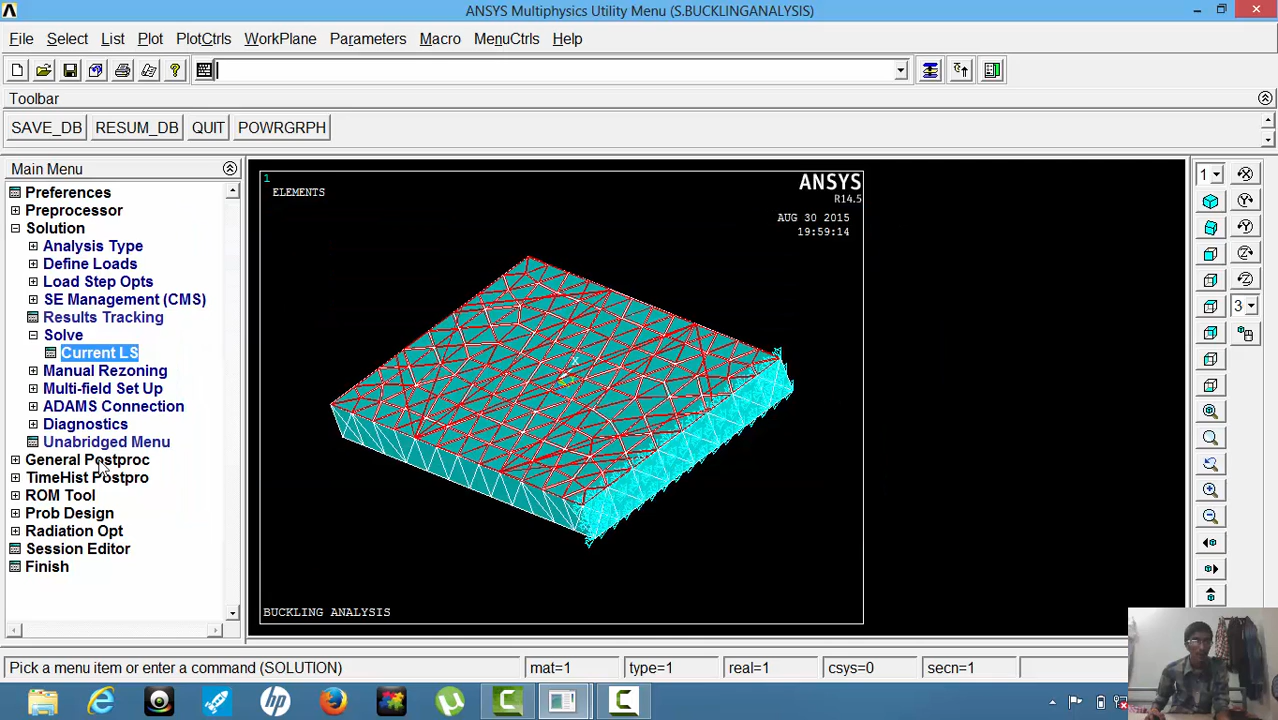 ANSYS Multiphysics Utility Menu (S.BUCKLINGANALYSIS)
File Select List Plot PlotCtrls WorkPlane Parameters Macro MenuCtrls Help
Toolbar
SAVE_DB RESUM_DB QUIT POWRGRPH
Main Menu
Preferences
Preprocessor
Solution
Analysis Type
Define Loads
Load Step Opts
SE Management (CMS)
Results Tracking
Solve
Current LS
Manual Rezoning
Multi-field Set Up
ADAMS Connection
Diagnostics
Unabridged Menu
General Postproc
TimeHist Postpro
ROM Tool
Prob Design
Radiation Opt
Session Editor
Finish
1
ELEMENTS
ANSYS
R14.5
AUG 30 2015
19:59:14
X
BUCKLING ANALYSIS
1
3
Pick a menu item or enter a command (SOLUTION) mat=1 type=1 real=1 csys=0 secn=1